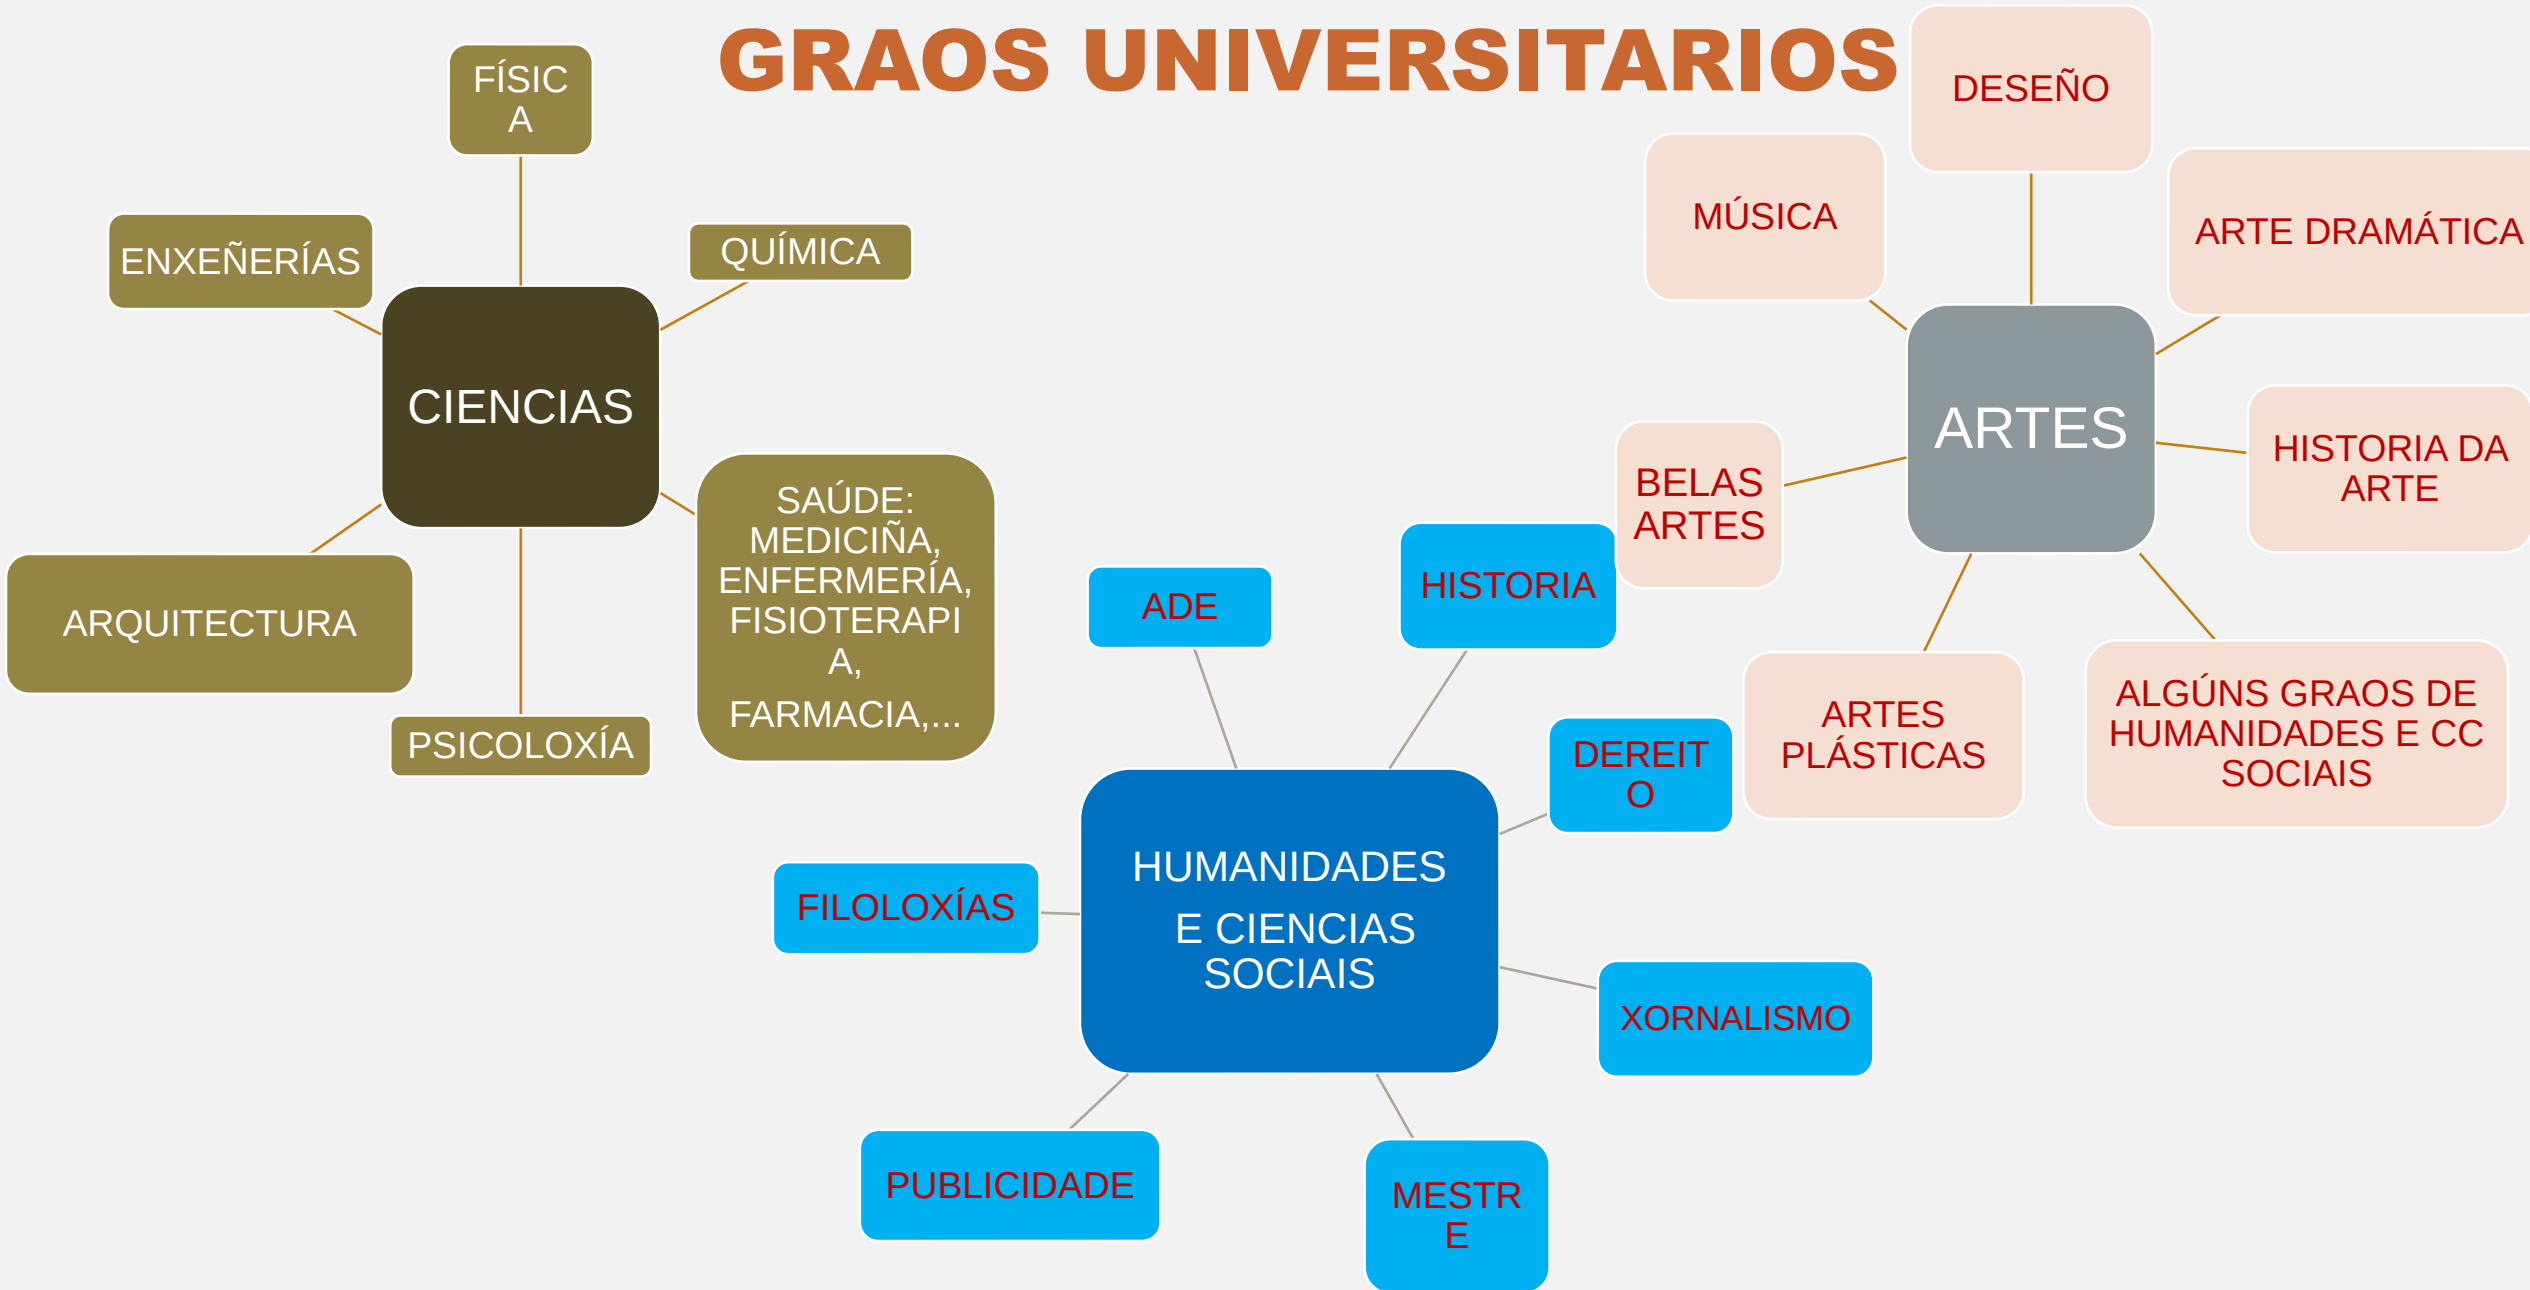 GRAOS UNIVERSITARIOS
FÍSIC
A
ENXEÑERÍAS
QUÍMICA
CIENCIAS
SAÚDE:
MEDICIÑA,
ENFERMERÍA,
FISIOTERAPI
A,
FARMACIA,...
ARQUITECTURA
PSICOLOXÍA
DESEÑO
MÚSICA
ARTE DRAMÁTICA
ARTES
HISTORIA DA
ARTE
BELAS
ARTES
ARTES
PLÁSTICAS
ALGÚNS GRAOS DE
HUMANIDADES E CC
SOCIAIS
ADE
HISTORIA
DEREIT
O
HUMANIDADES
E CIENCIAS
SOCIAIS
FILOLOXÍAS
XORNALISMO
PUBLICIDADE
MESTR
E